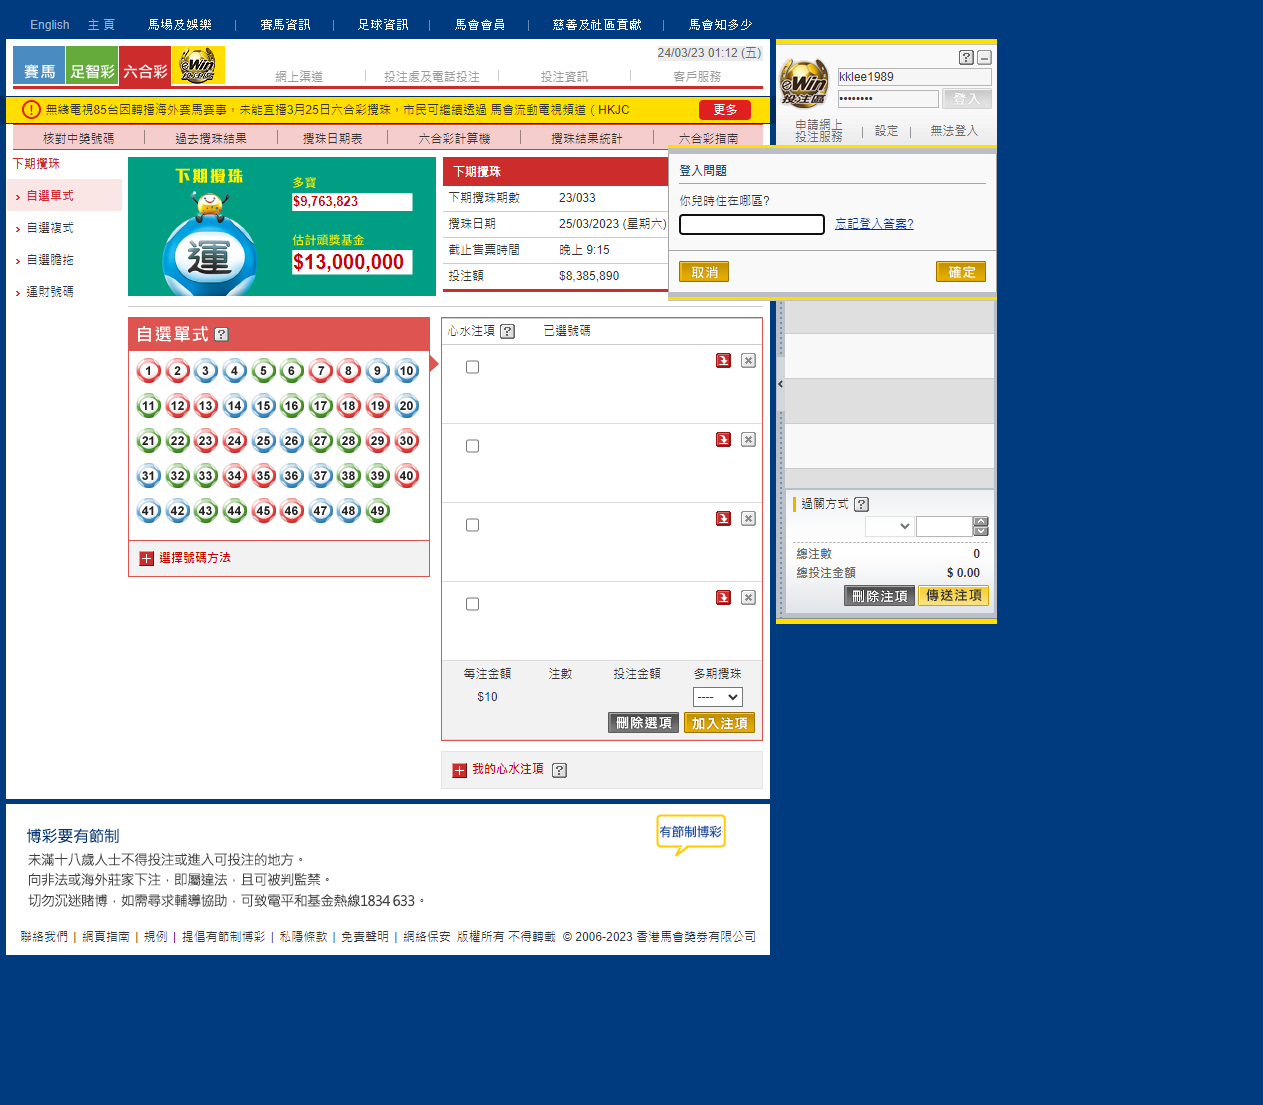 English 主 頁 馬場及娛樂 | 賽馬資訊 | 足球資訊 | 馬會會員 | 慈善及社區貢獻 | 馬會知多少
賽馬 足智彩 六合彩 eWin 投注區
24/03/23 01:12 (五)
網上渠道 | 投注處及電話投注 | 投注資訊 | 客戶服務
eWin 投注區
kklee1989
•••••••• 登入
申請網上投注服務 | 設定 | 無法登入
無綫電視85台因轉播海外賽馬賽事，未能直播3月25日六合彩攪珠，市民可繼續透過 馬會流動電視頻道 ( HKJC 更多
核對中獎號碼 | 過去攪珠結果 | 攪珠日期表 | 六合彩計算機 | 攪珠結果統計 | 六合彩指南
登入問題
你兒時住在哪區?
忘記登入答案?
取消 確定
下期攪珠
自選單式
自選複式
自選膽拖
運財號碼
下期攪珠
運
多寶
$9,763,823
估計頭獎基金
$13,000,000
下期攪珠
下期攪珠期數 23/033
攪珠日期 25/03/2023 (星期六)
截止售票時間 晚上 9:15
投注額 $8,385,890
自選單式 ?
1 2 3 4 5 6 7 8 9 10
11 12 13 14 15 16 17 18 19 20
21 22 23 24 25 26 27 28 29 30
31 32 33 34 35 36 37 38 39 40
41 42 43 44 45 46 47 48 49
選擇號碼方法
心水注項 ? 已選號碼
每注金額 注數 投注金額 多期攪珠
$10 ----
刪除選項 加入注項
我的心水注項 ?
過關方式 ?
總注數 0
總投注金額 $ 0.00
刪除注項 傳送注項
博彩要有節制
有節制博彩
未滿十八歲人士不得投注或進入可投注的地方。
向非法或海外莊家下注，即屬違法，且可被判監禁。
切勿沉迷賭博，如需尋求輔導協助，可致電平和基金熱線1834 633。
聯絡我們 | 網頁指南 | 規例 | 提倡有節制博彩 | 私隱條款 | 免責聲明 | 網絡保安 版權所有 不得轉載 © 2006-2023 香港馬會獎券有限公司